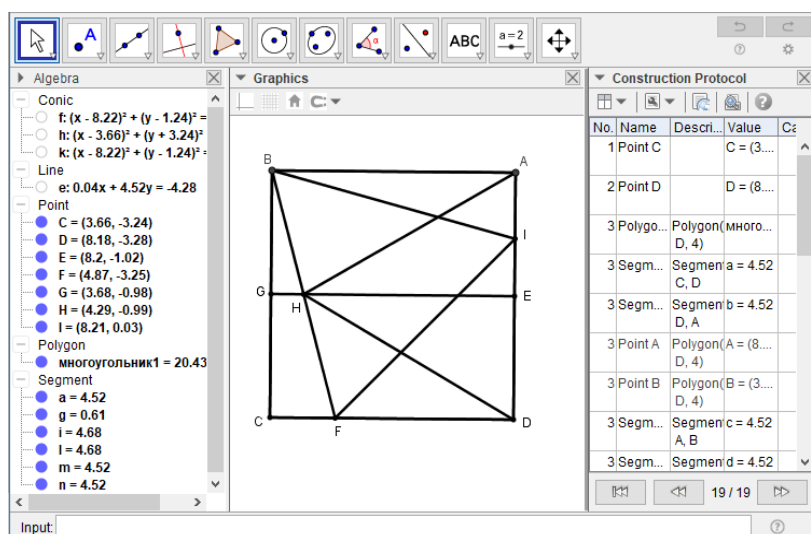 A
α
ABC
a=2
Algebra
Conic
f: (x - 8.22)² + (y - 1.24)² =
h: (x - 3.66)² + (y + 3.24)² =
k: (x - 8.22)² + (y - 1.24)² =
Line
e: 0.04x + 4.52y = -4.28
Point
C = (3.66, -3.24)
D = (8.18, -3.28)
E = (8.2, -1.02)
F = (4.87, -3.25)
G = (3.68, -0.98)
H = (4.29, -0.99)
I = (8.21, 0.03)
Polygon
многоугольник1 = 20.43
Segment
a = 4.52
g = 0.61
i = 4.68
l = 4.68
m = 4.52
n = 4.52
Graphics
B
A
I
G
H
E
C
F
D
Construction Protocol
No. Name Descri... Value Ca
1 Point C C = (3....
2 Point D D = (8....
3 Polygo... Polygon( много...
D, 4)
3 Segm... Segment a = 4.52
C, D
3 Segm... Segment b = 4.52
D, A
3 Point A Polygon( A = (8....
D, 4)
3 Point B Polygon( B = (3....
D, 4)
3 Segm... Segment c = 4.52
A, B
3 Segm... Segment d = 4.52
19 / 19
Input: